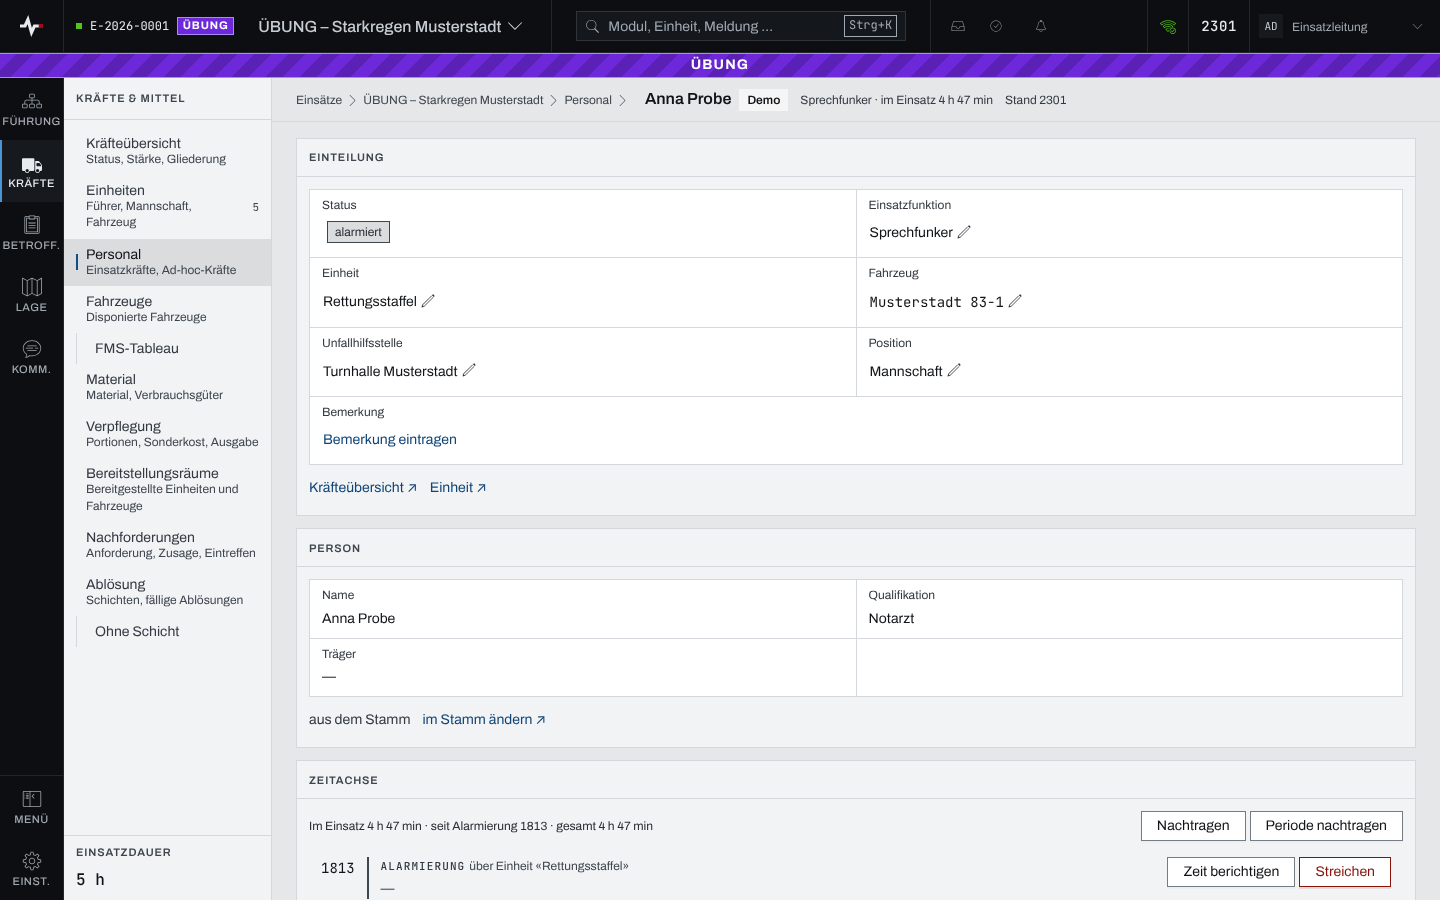 E-2026-0001 ÜBUNG ÜBUNG – Starkregen Musterstadt Modul, Einheit, Meldung ... Strg+K 2301 AD Einsatzleitung
ÜBUNG
FÜHRUNG
KRÄFTE
BETROFF.
LAGE
KOMM.
MENÜ
EINST.
KRÄFTE & MITTEL
Kräfteübersicht
Status, Stärke, Gliederung
Einheiten
Führer, Mannschaft,
Fahrzeug
5
Personal
Einsatzkräfte, Ad-hoc-Kräfte
Fahrzeuge
Disponierte Fahrzeuge
FMS-Tableau
Material
Material, Verbrauchsgüter
Verpflegung
Portionen, Sonderkost, Ausgabe
Bereitstellungsräume
Bereitgestellte Einheiten und
Fahrzeuge
Nachforderungen
Anforderung, Zusage, Eintreffen
Ablösung
Schichten, fällige Ablösungen
Ohne Schicht
EINSATZDAUER
5 h
Einsätze ÜBUNG – Starkregen Musterstadt Personal Anna Probe Demo Sprechfunker · im Einsatz 4 h 47 min Stand 2301
EINTEILUNG
Status
alarmiert
Einsatzfunktion
Sprechfunker
Einheit
Rettungsstaffel
Fahrzeug
Musterstadt 83-1
Unfallhilfsstelle
Turnhalle Musterstadt
Position
Mannschaft
Bemerkung
Bemerkung eintragen
Kräfteübersicht ↗ Einheit ↗
PERSON
Name
Anna Probe
Qualifikation
Notarzt
Träger
—
aus dem Stamm im Stamm ändern ↗
ZEITACHSE
Im Einsatz 4 h 47 min · seit Alarmierung 1813 · gesamt 4 h 47 min Nachtragen Periode nachtragen
1813 ALARMIERUNG über Einheit «Rettungsstaffel» Zeit berichtigen Streichen
—